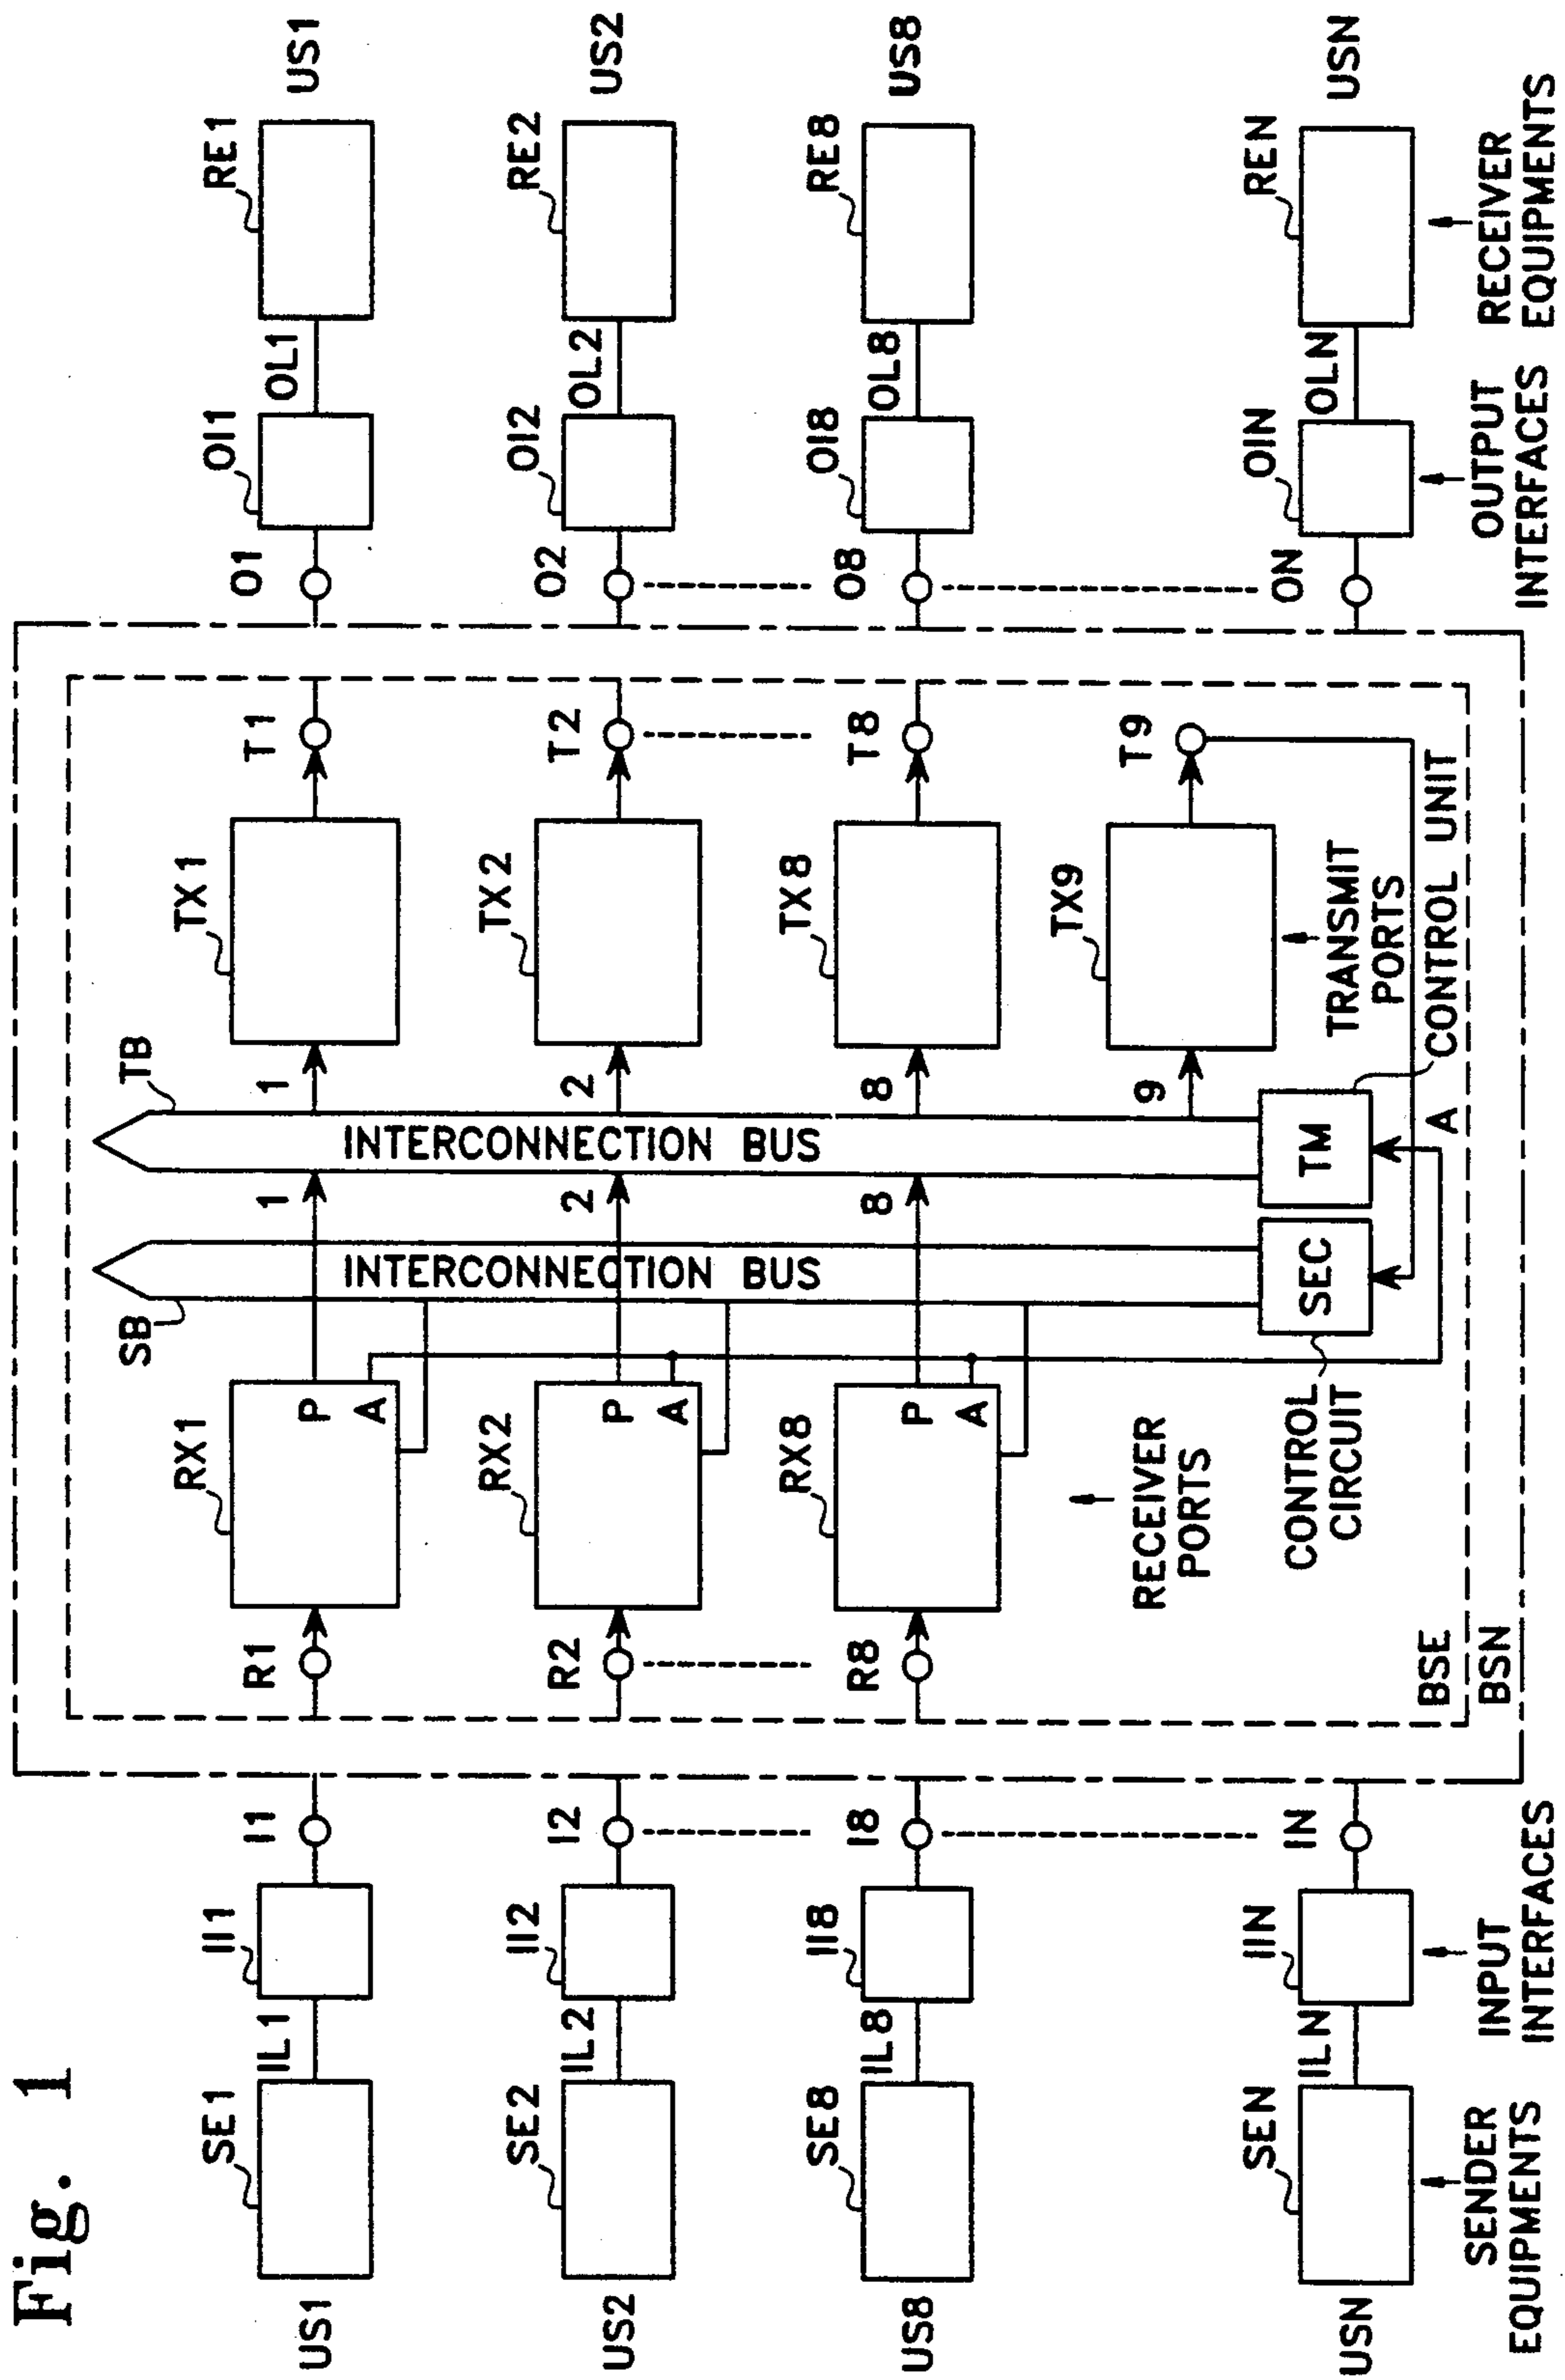 Fig. 1
US1
SE1
IL1
II1
I1
R1
RX1
P
A
SB
1
TB
1
TX1
T1
O1
OI1
OL1
RE1
US1
INTERCONNECTION BUS
INTERCONNECTION BUS
US2
SE2
IL2
II2
I2
R2
RX2
P
A
2
2
TX2
T2
O2
OI2
OL2
RE2
US2
US8
SE8
IL8
II8
I8
R8
RX8
P
A
8
8
TX8
T8
O8
OI8
OL8
RE8
US8
9
TX9
T9
RECEIVER
PORTS
TRANSMIT
PORTS
CONTROL
CIRCUIT
SEC
TM
A
CONTROL UNIT
BSE
BSN
USN
SEN
ILN
IIN
IN
ON
OIN
OLN
REN
USN
SENDER
EQUIPMENTS
INPUT
INTERFACES
OUTPUT
INTERFACES
RECEIVER
EQUIPMENTS